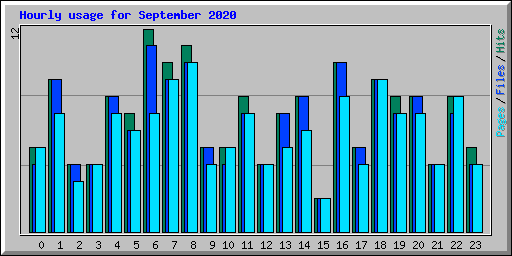 Hourly usage for September 2020
12
Pages/Files/Hits
0 1 2 3 4 5 6 7 8 9 10 11 12 13 14 15 16 17 18 19 20 21 22 23